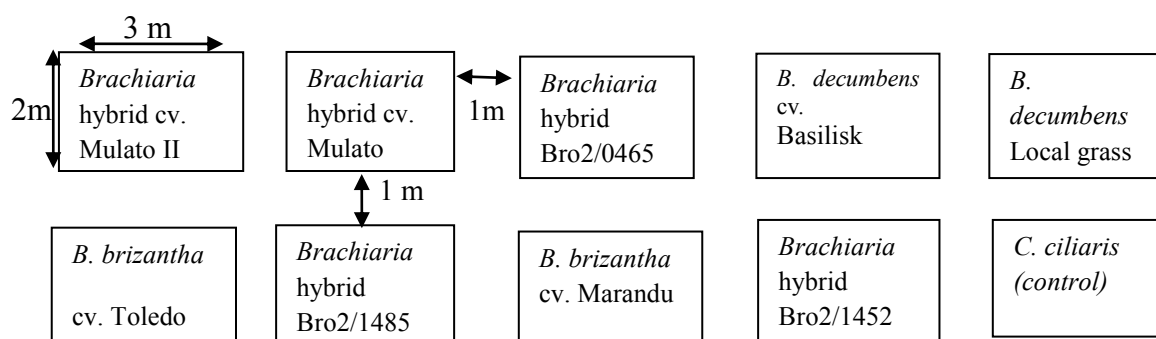 3 m
2m
Brachiaria
hybrid cv.
Mulato II
Brachiaria
hybrid cv.
Mulato
1m
Brachiaria
hybrid
Bro2/0465
B. decumbens
cv.
Basilisk
B.
decumbens
Local grass
1 m
B. brizantha
cv. Toledo
Brachiaria
hybrid
Bro2/1485
B. brizantha
cv. Marandu
Brachiaria
hybrid
Bro2/1452
C. ciliaris
(control)